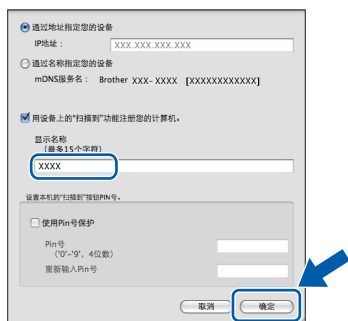 通过地址指定您的设备
IP地址： XXX.XXX.XXX.XXX
通过名称指定您的设备
mDNS服务名： Brother XXX-XXXX [XXXXXXXXXXXX]
用设备上的“扫描到”功能注册您的计算机。
显示名称
（最多15个字符）
XXXX
设置本机的“扫描到”按钮PIN号。
使用Pin号保护
Pin号
（'0'-'9'，4位数）
重新输入Pin号
取消 确定